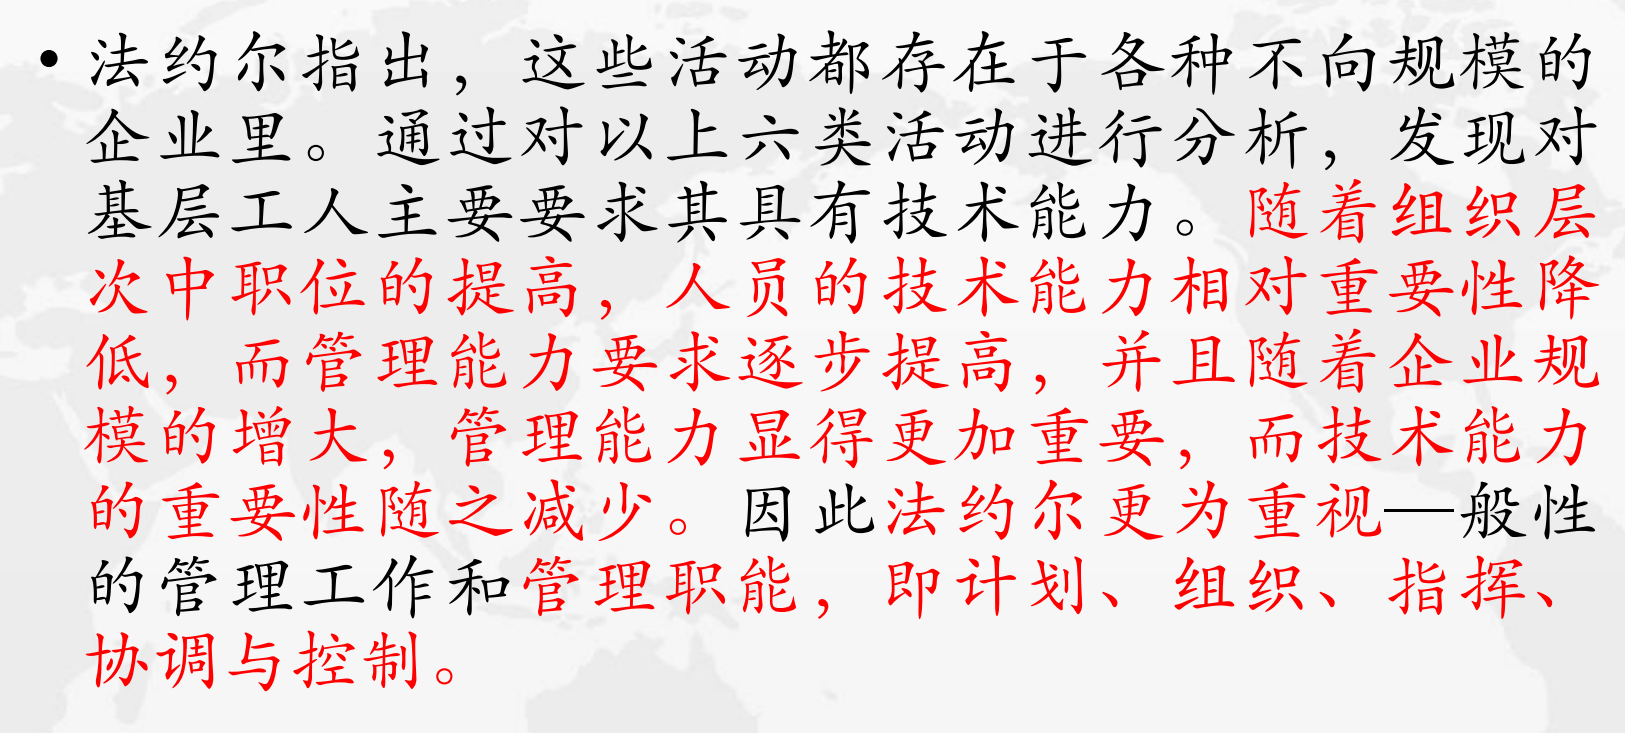 • 法约尔指出，这些活动都存在于各种不向规模的
企业里。通过对以上六类活动进行分析，发现对
基层工人主要要求其具有技术能力。随着组织层
次中职位的提高，人员的技术能力相对重要性降
低，而管理能力要求逐步提高，并且随着企业规
模的增大，管理能力显得更加重要，而技术能力
的重要性随之减少。因此法约尔更为重视—般性
的管理工作和管理职能，即计划、组织、指挥、
协调与控制。